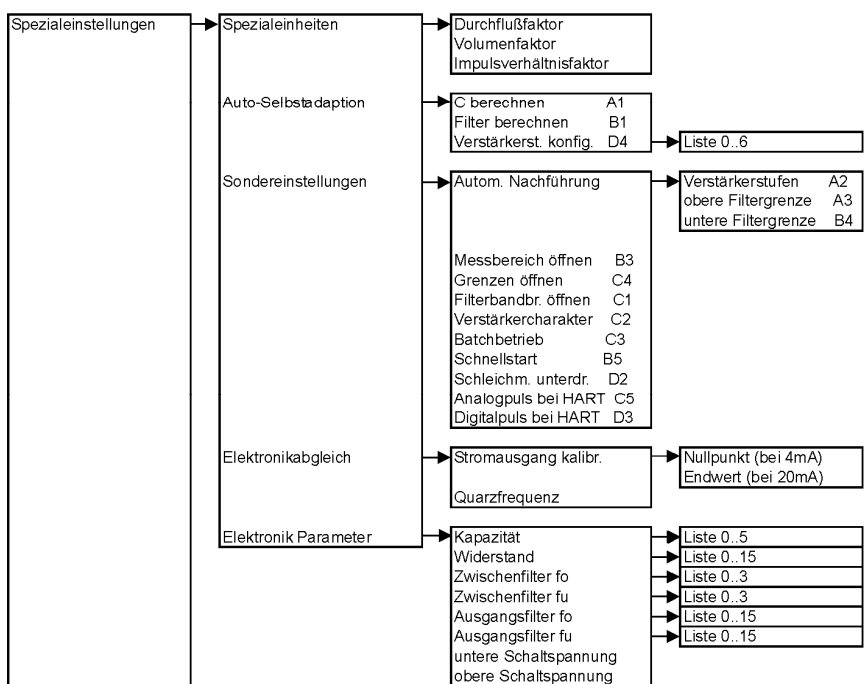 Spezialeinstellungen
Spezialeinheiten
Durchflußfaktor
Volumenfaktor
Impulsverhältnisfaktor
Auto-Selbstadaption
C berechnen A1
Filter berechnen B1
Verstärkerst. konfig. D4
Liste 0..6
Sondereinstellungen
Autom. Nachführung
Verstärkerstufen A2
obere Filtergrenze A3
untere Filtergrenze B4
Messbereich öffnen B3
Grenzen öffnen C4
Filterbandbr. öffnen C1
Verstärkercharakter C2
Batchbetrieb C3
Schnellstart B5
Schleichm. unterdr. D2
Analogpuls bei HART C5
Digitalpuls bei HART D3
Elektronikabgleich
Stromausgang kalibr.
Nullpunkt (bei 4mA)
Endwert (bei 20mA)
Quarzfrequenz
Elektronik Parameter
Kapazität
Liste 0..5
Widerstand
Liste 0..15
Zwischenfilter fo
Liste 0..3
Zwischenfilter fu
Liste 0..3
Ausgangsfilter fo
Liste 0..15
Ausgangsfilter fu
Liste 0..15
untere Schaltspannung
obere Schaltspannung